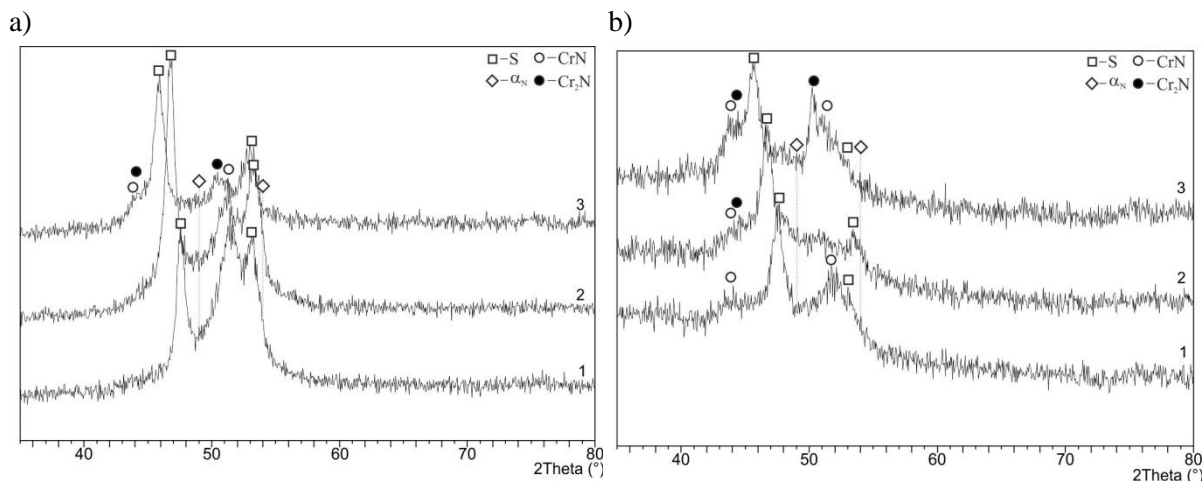 a)
□–S ○–CrN
◇–αN ●–Cr₂N
3
2
1
40 50 60 70 80
2Theta (°)
b)
□–S ○–CrN
◇–αN ●–Cr₂N
3
2
1
40 50 60 70 80
2Theta (°)